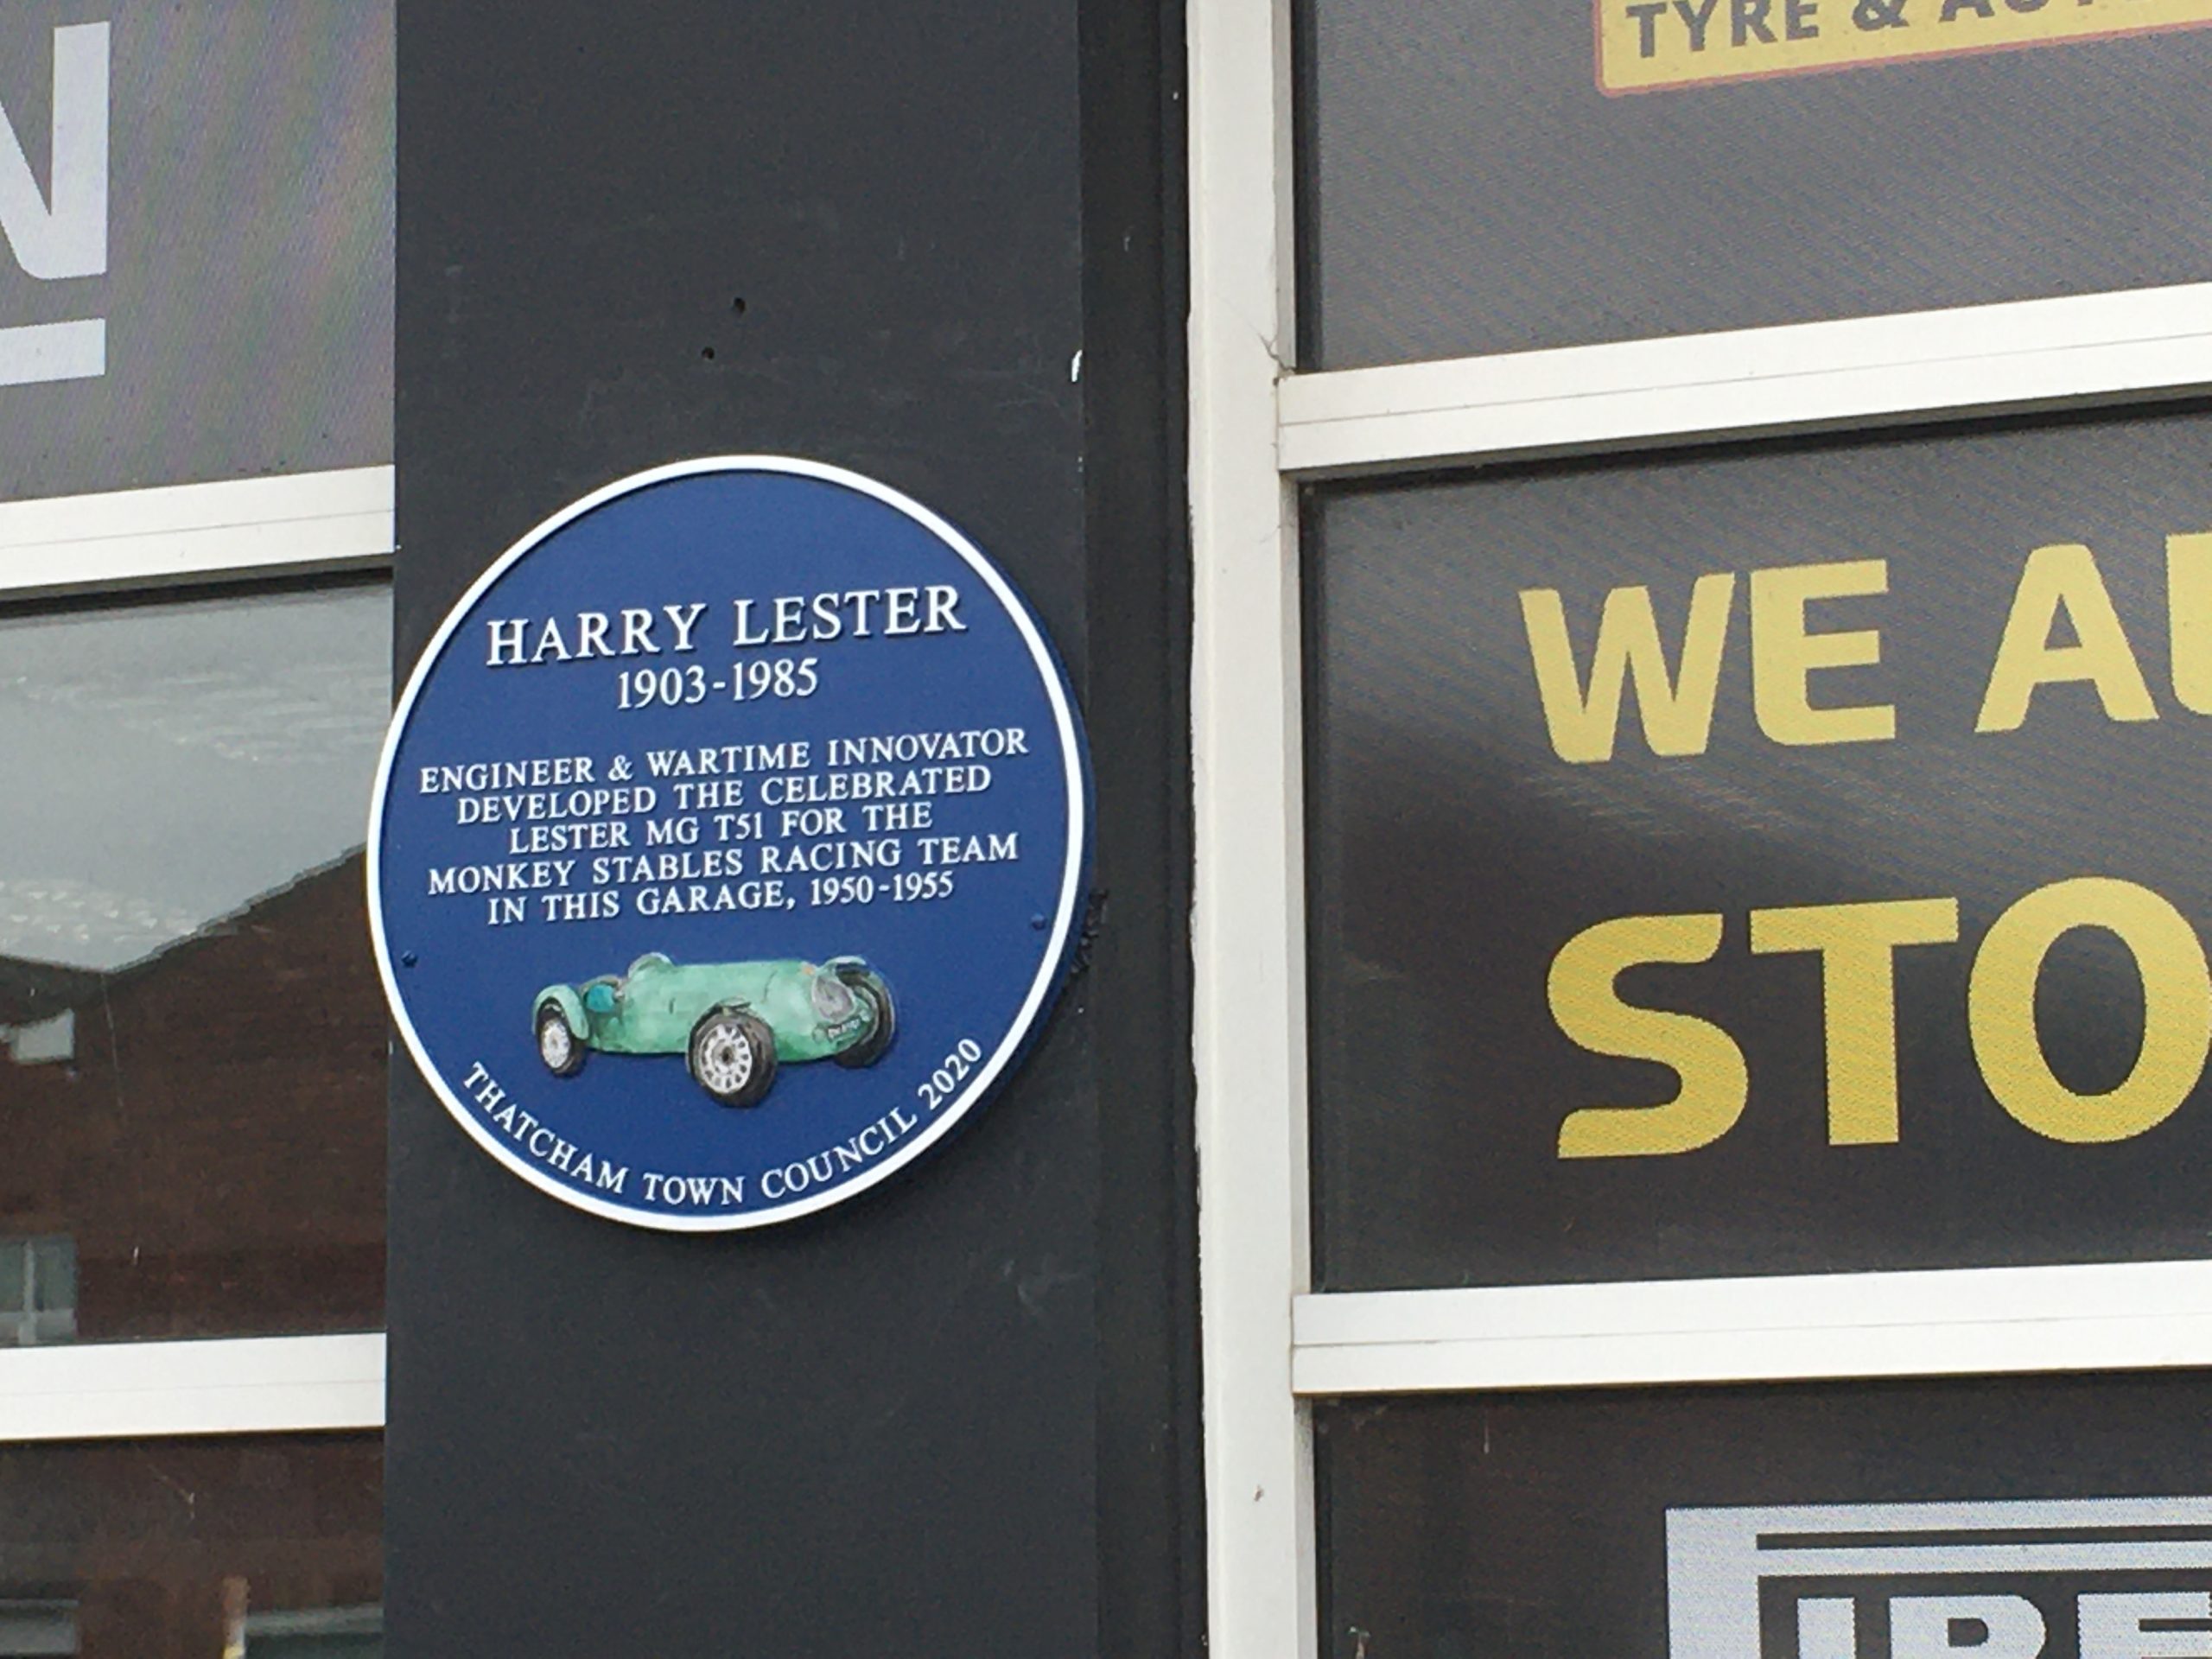 N
TYRE &
HARRY LESTER
1903-1985
ENGINEER & WARTIME INNOVATOR
DEVELOPED THE CELEBRATED
LESTER MG T51 FOR THE
MONKEY STABLES RACING TEAM
IN THIS GARAGE, 1950-1955
THATCHAM TOWN COUNCIL 2020
WE
STO